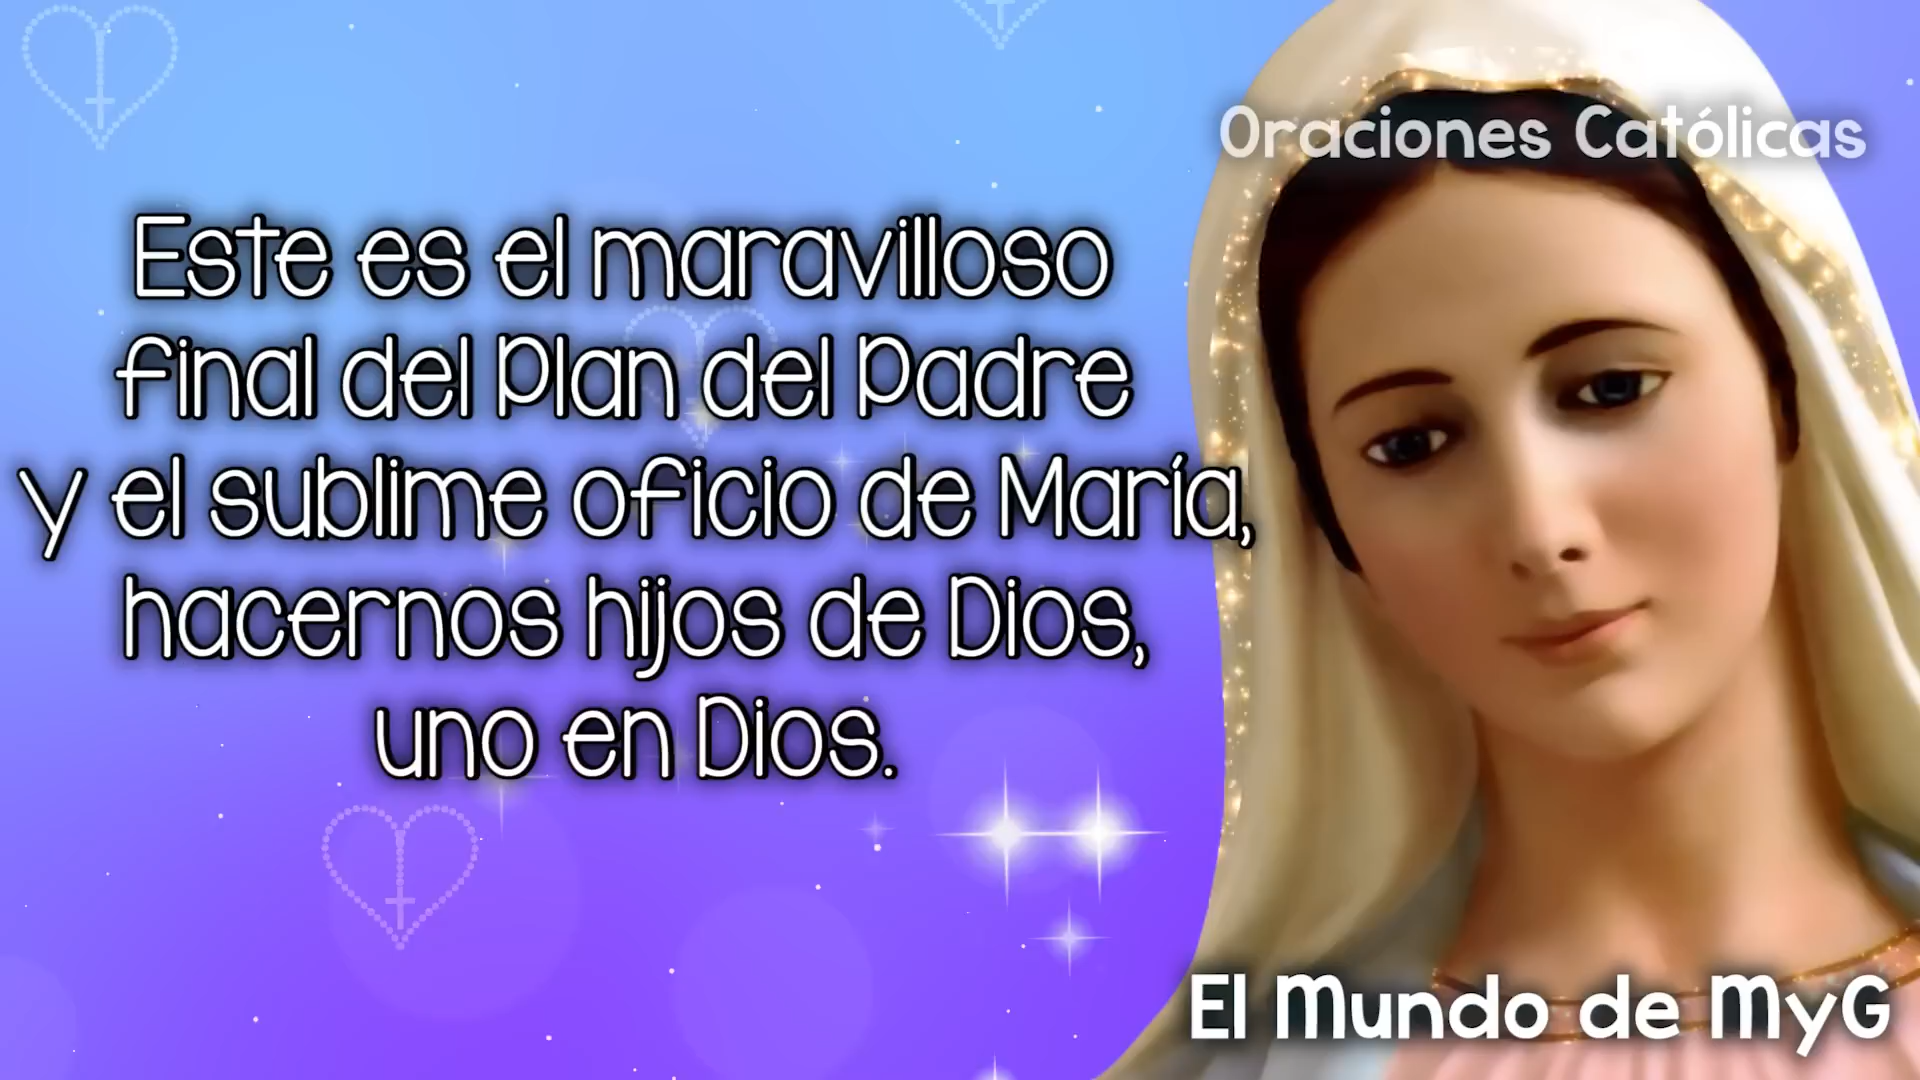 Oraciones Católicas
Este es el maravilloso
final del Plan del Padre
y el sublime oficio de María,
hacernos hijos de Dios,
uno en Dios.
El Mundo de MyG